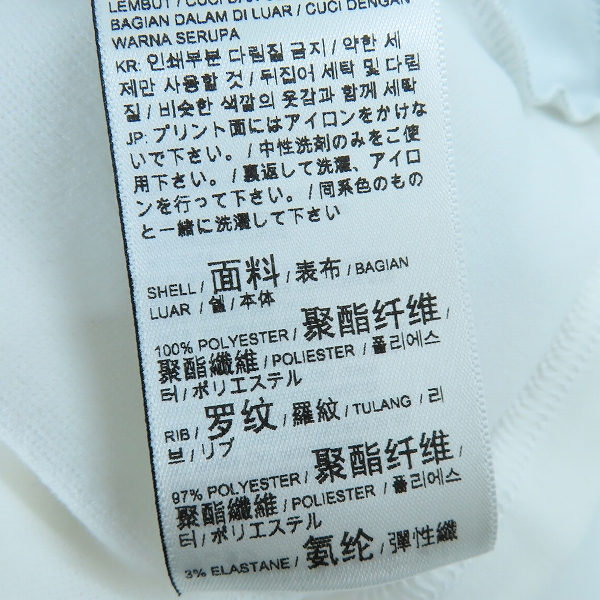 BAGIAN DALAM DI LUAR / CUCI DENGAN
WARNA SERUPA
KR: 인쇄부분 다림질 금지 / 약한 세
제만 사용할 것 / 뒤집어 세탁 및 다림
질 / 비슷한 색깔의 옷감과 함께 세탁
JP: プリント面にはアイロンをかけな
いで下さい。 / 中性洗剤のみをご使
用下さい。 / 裏返して洗濯、アイロ
ンを行って下さい。 / 同系色のもの
と一緒に洗濯して下さい
SHELL / 面料 / 表布 / BAGIAN
LUAR / 쉘 / 本体
100% POLYESTER / 聚酯纤维 /
聚酯纖維 / POLIESTER / 폴리에스
터 / ポリエステル
RIB / 罗纹 / 羅紋 / TULANG / 리
브 / リブ
97% POLYESTER / 聚酯纤维 /
聚酯纖維 / POLIESTER / 폴리에스
터 / ポリエステル
3% ELASTANE / 氨纶 / 彈性纖